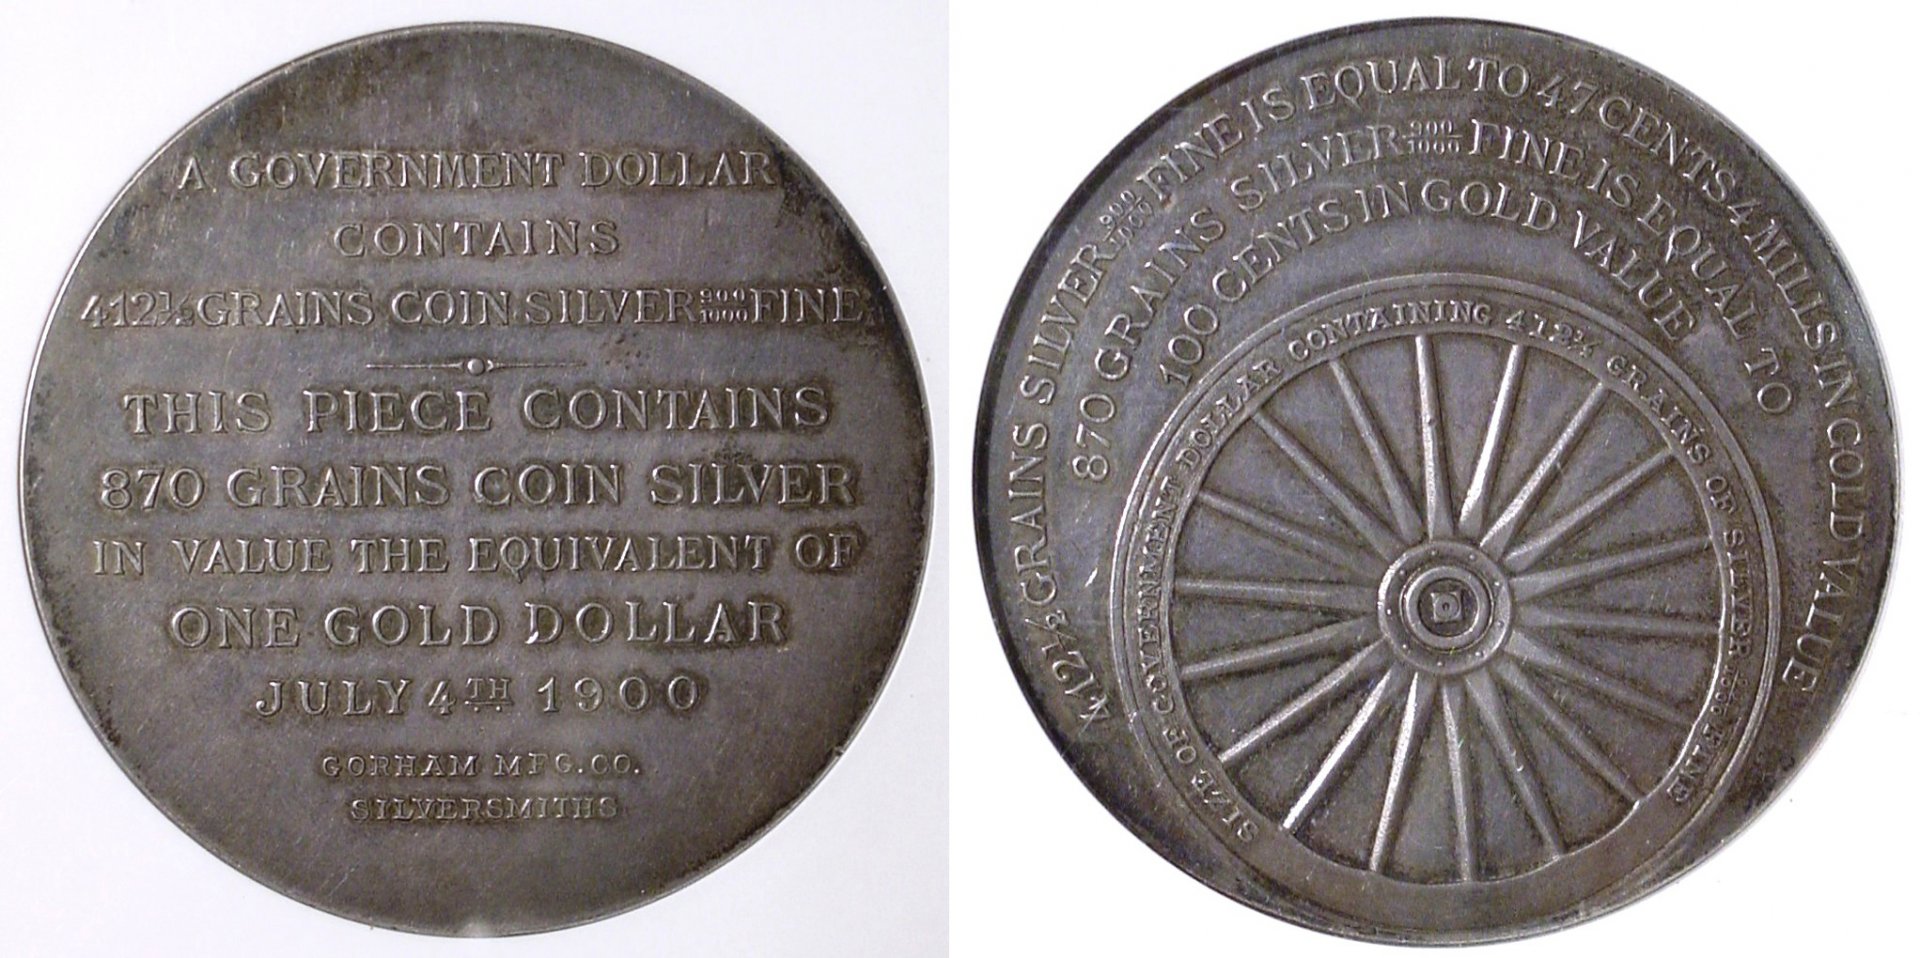 A GOVERNMENT DOLLAR
CONTAINS
412½ GRAINS COIN SILVER 900/1000 FINE
THIS PIECE CONTAINS
870 GRAINS COIN SILVER
IN VALUE THE EQUIVALENT OF
ONE GOLD DOLLAR
JULY 4TH 1900
GORHAM MFG. CO.
SILVERSMITHS
412½ GRAINS SILVER 900/1000 FINE IS EQUAL TO 47 CENTS 4 MILLS IN GOLD VALUE
870 GRAINS SILVER 900/1000 FINE IS EQUAL TO
100 CENTS IN GOLD VALUE
SIZE OF GOVERNMENT DOLLAR CONTAINING 412½ GRAINS OF SILVER 900/1000 FINE